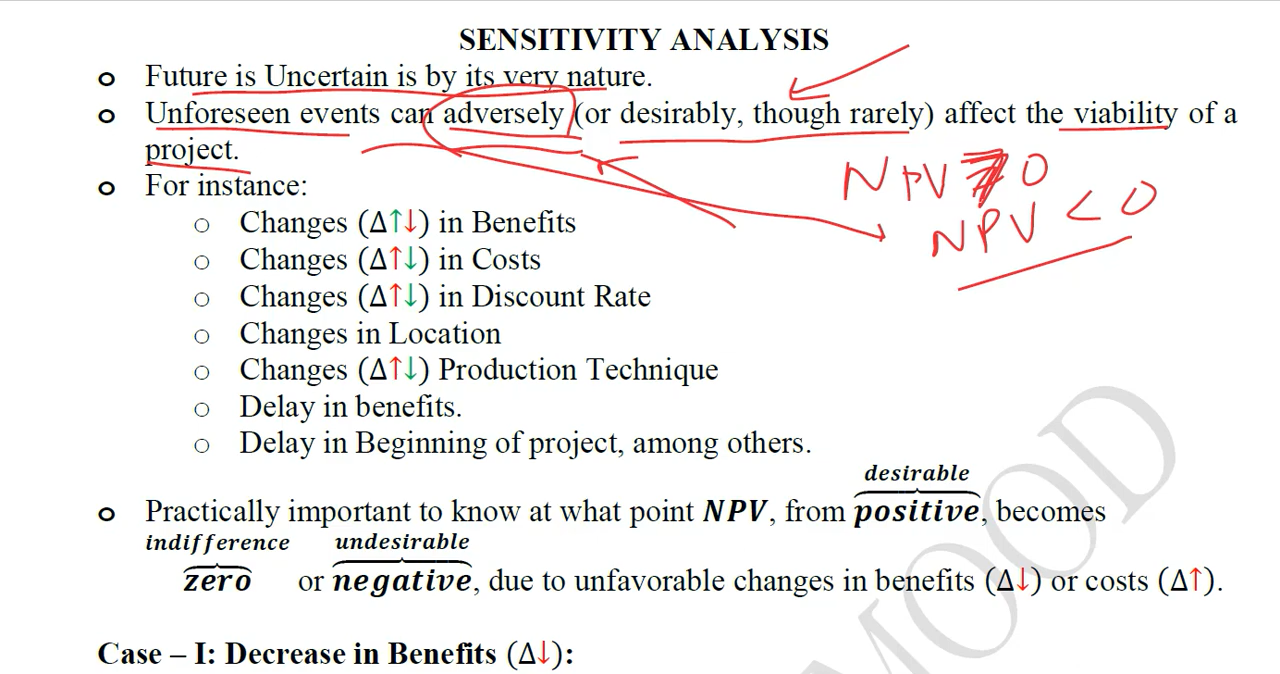 SENSITIVITY ANALYSIS
o Future is Uncertain is by its very nature.
o Unforeseen events can adversely (or desirably, though rarely) affect the viability of a
project.
NPV 0
o For instance:
NPV < 0
○ Changes (Δ↑↓) in Benefits
○ Changes (Δ↑↓) in Costs
○ Changes (Δ↑↓) in Discount Rate
○ Changes in Location
○ Changes (Δ↑↓) Production Technique
○ Delay in benefits.
○ Delay in Beginning of project, among others.
desirable
o Practically important to know at what point NPV, from positive, becomes
indifference undesirable
zero or negative, due to unfavorable changes in benefits (Δ↓) or costs (Δ↑).
Case – I: Decrease in Benefits (Δ↓):
MOOD